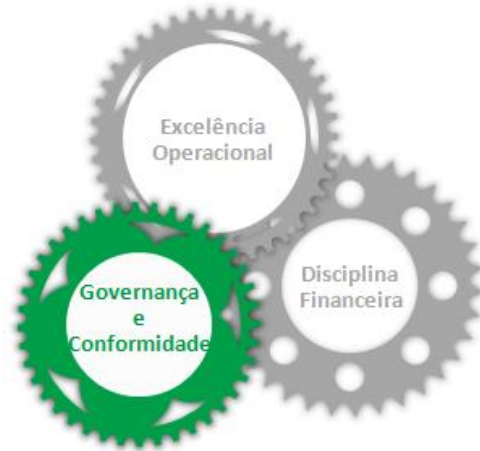 Excelência
Operacional
Disciplina
Financeira
Governança
e
Conformidade